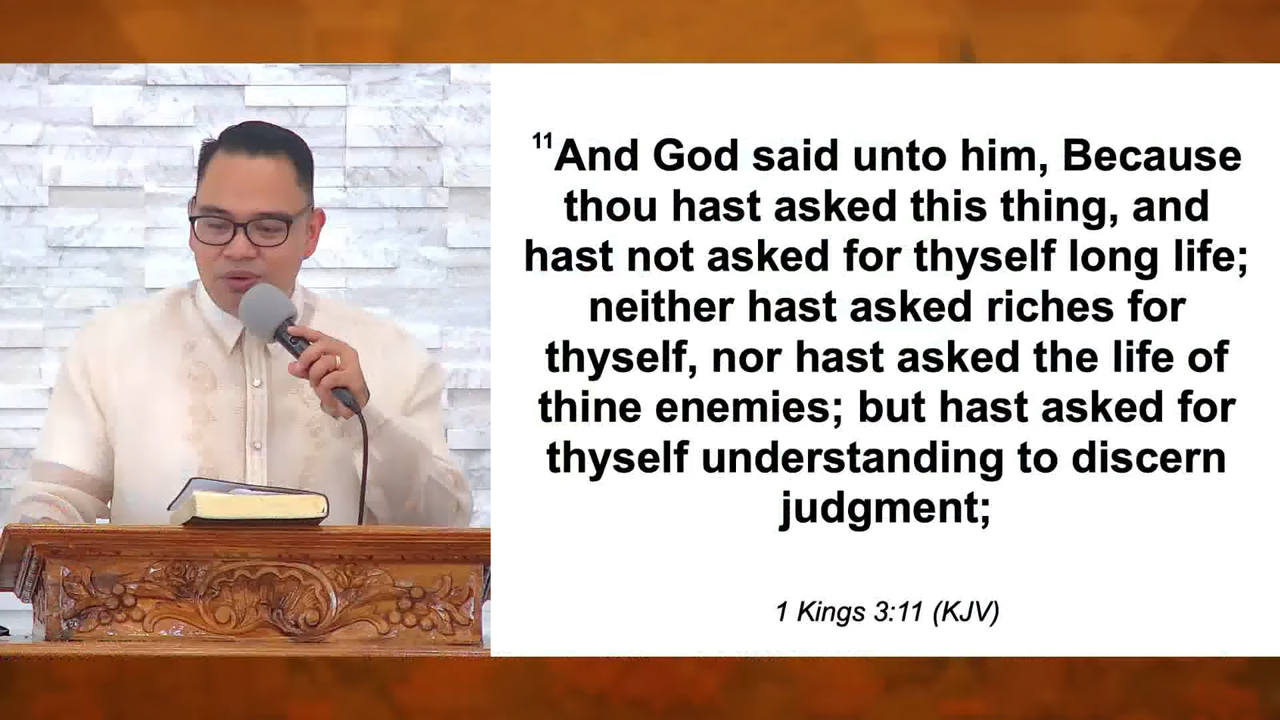 11And God said unto him, Because
thou hast asked this thing, and
hast not asked for thyself long life;
neither hast asked riches for
thyself, nor hast asked the life of
thine enemies; but hast asked for
thyself understanding to discern
judgment;
1 Kings 3:11 (KJV)